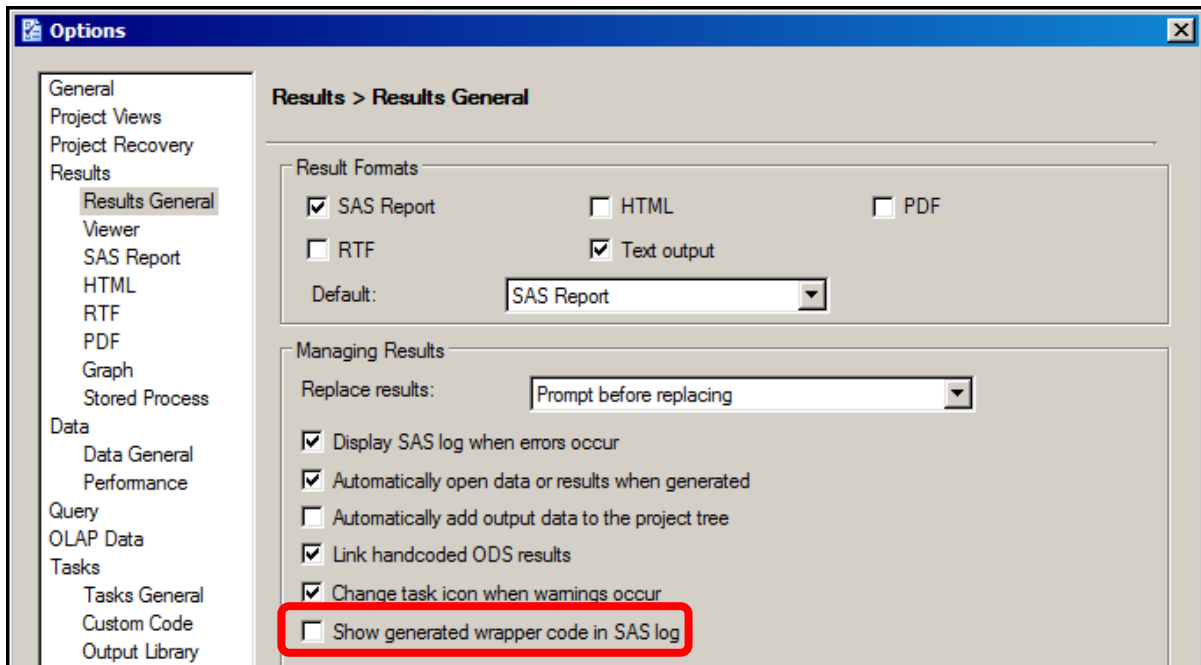 Options
General
Project Views
Project Recovery
Results
Results General
Viewer
SAS Report
HTML
RTF
PDF
Graph
Stored Process
Data
Data General
Performance
Query
OLAP Data
Tasks
Tasks General
Custom Code
Output Library
Results > Results General
Result Formats
SAS Report HTML PDF
RTF Text output
Default: SAS Report
Managing Results
Replace results: Prompt before replacing
Display SAS log when errors occur
Automatically open data or results when generated
Automatically add output data to the project tree
Link handcoded ODS results
Change task icon when warnings occur
Show generated wrapper code in SAS log